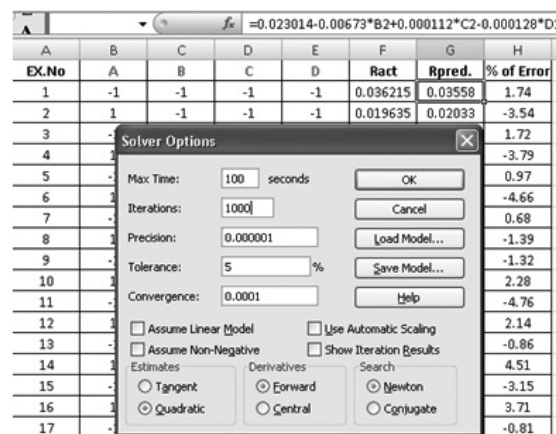 A fx =0.023014-0.00673*B2+0.000112*C2-0.000128*D
A B C D E F G H
EX.No A B C D Ract Rpred. % of Error
1 -1 -1 -1 -1 0.036215 0.03558 1.74
2 1 -1 -1 -1 0.019635 0.02033 -3.54
3 1.72
4 -3.79
5 0.97
6 -4.66
7 0.68
8 -1.39
9 -1.32
10 2.28
11 -4.76
12 2.14
13 -0.86
14 4.51
15 -3.15
16 3.71
17 -0.81
Solver Options
Max Time: 100 seconds OK
Iterations: 1000 Cancel
Precision: 0.000001 Load Model...
Tolerance: 5 % Save Model...
Convergence: 0.0001 Help
Assume Linear Model Use Automatic Scaling
Assume Non-Negative Show Iteration Results
Estimates Derivatives Search
Tangent Forward Newton
Quadratic Central Conjugate